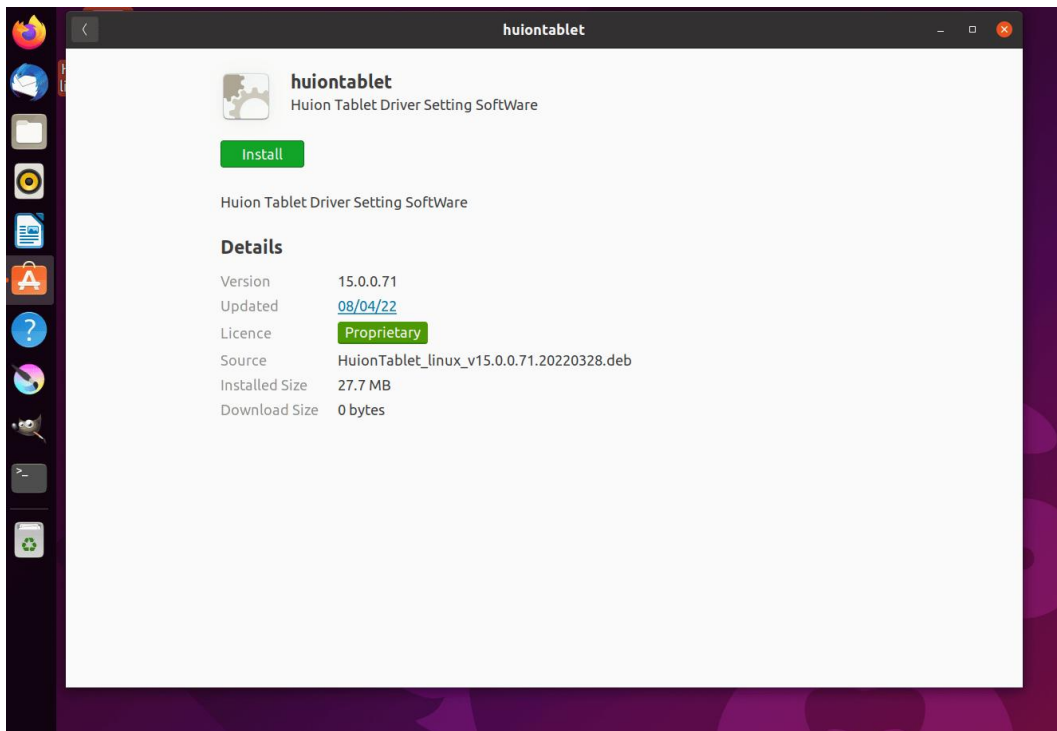 huiontablet
huiontablet
Huion Tablet Driver Setting SoftWare
Install
Huion Tablet Driver Setting SoftWare
Details
Version 15.0.0.71
Updated 08/04/22
Licence Proprietary
Source HuionTablet_linux_v15.0.0.71.20220328.deb
Installed Size 27.7 MB
Download Size 0 bytes